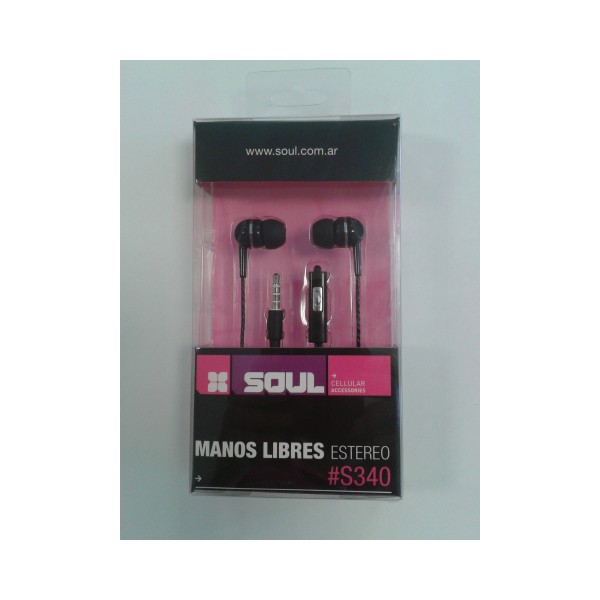 www.soul.com.ar
SOUL
CELLULAR
ACCESSORIES
MANOS LIBRES ESTEREO
#S340